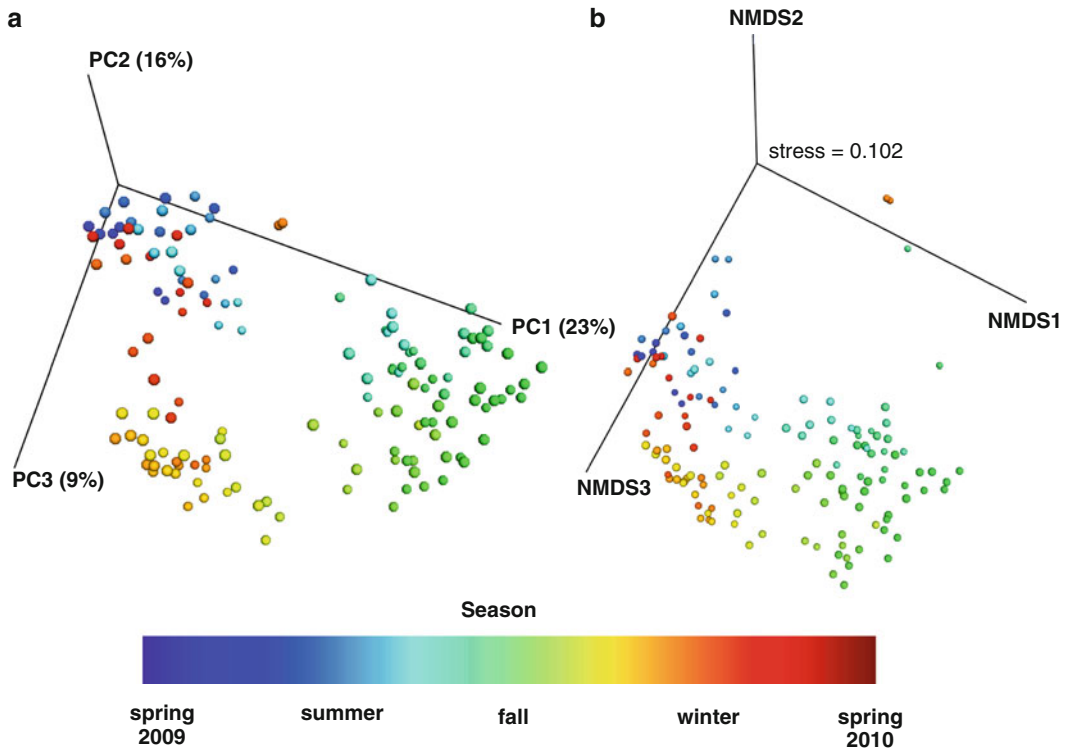 a
PC2 (16%)
PC1 (23%)
PC3 (9%)
b
NMDS2
stress = 0.102
NMDS1
NMDS3
Season
spring
2009
summer
fall
winter
spring
2010